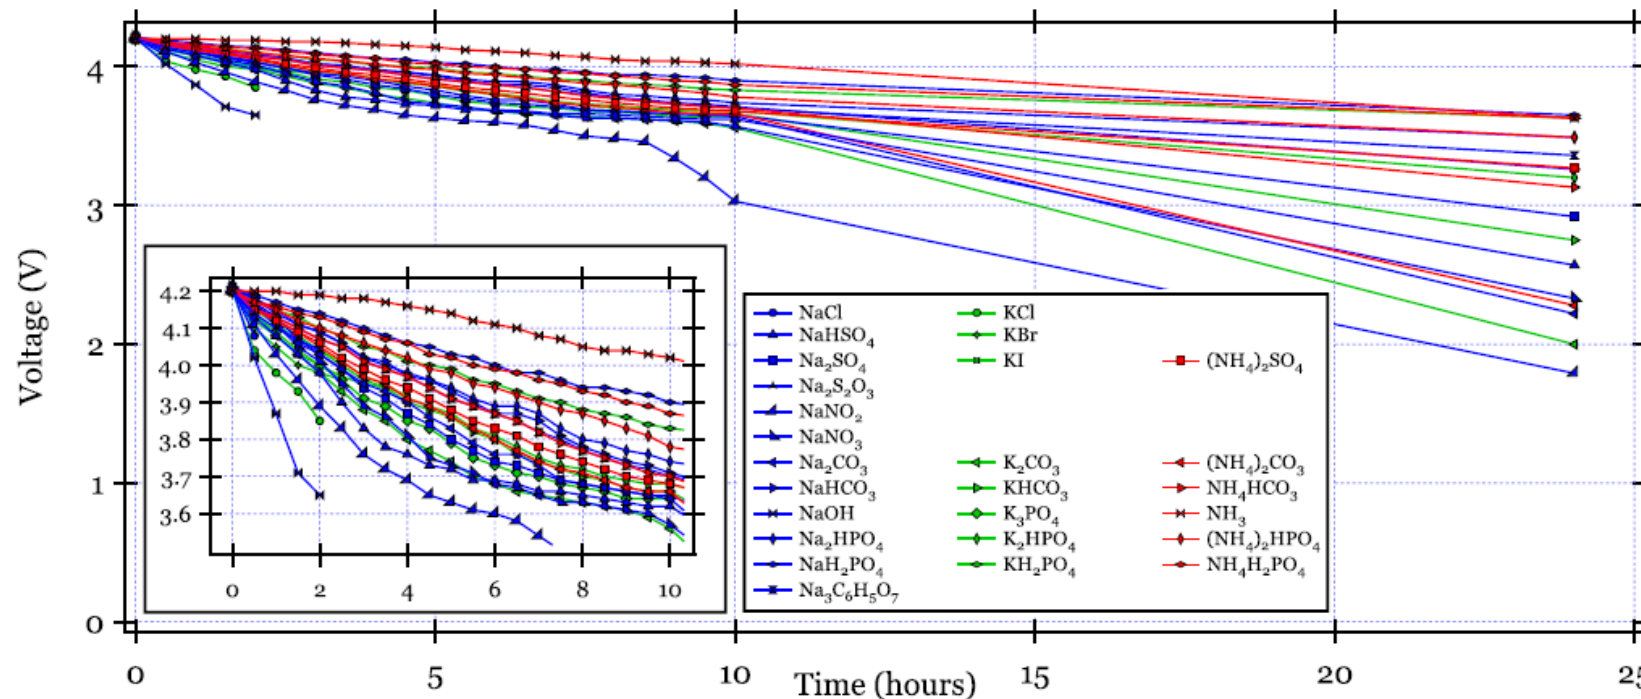 4
3
2
1
0
Voltage (V)
4.2
4.1
4.0
3.9
3.8
3.7
3.6
0 2 4 6 8 10
NaCl KCl
NaHSO₄ KBr
Na₂SO₄ KI (NH₄)₂SO₄
Na₂S₂O₃
NaNO₂
NaNO₃
Na₂CO₃ K₂CO₃ (NH₄)₂CO₃
NaHCO₃ KHCO₃ NH₄HCO₃
NaOH K₃PO₄ NH₃
Na₂HPO₄ K₂HPO₄ (NH₄)₂HPO₄
NaH₂PO₄ KH₂PO₄ NH₄H₂PO₄
Na₃C₆H₅O₇
0 5 10 15 20
Time (hours)